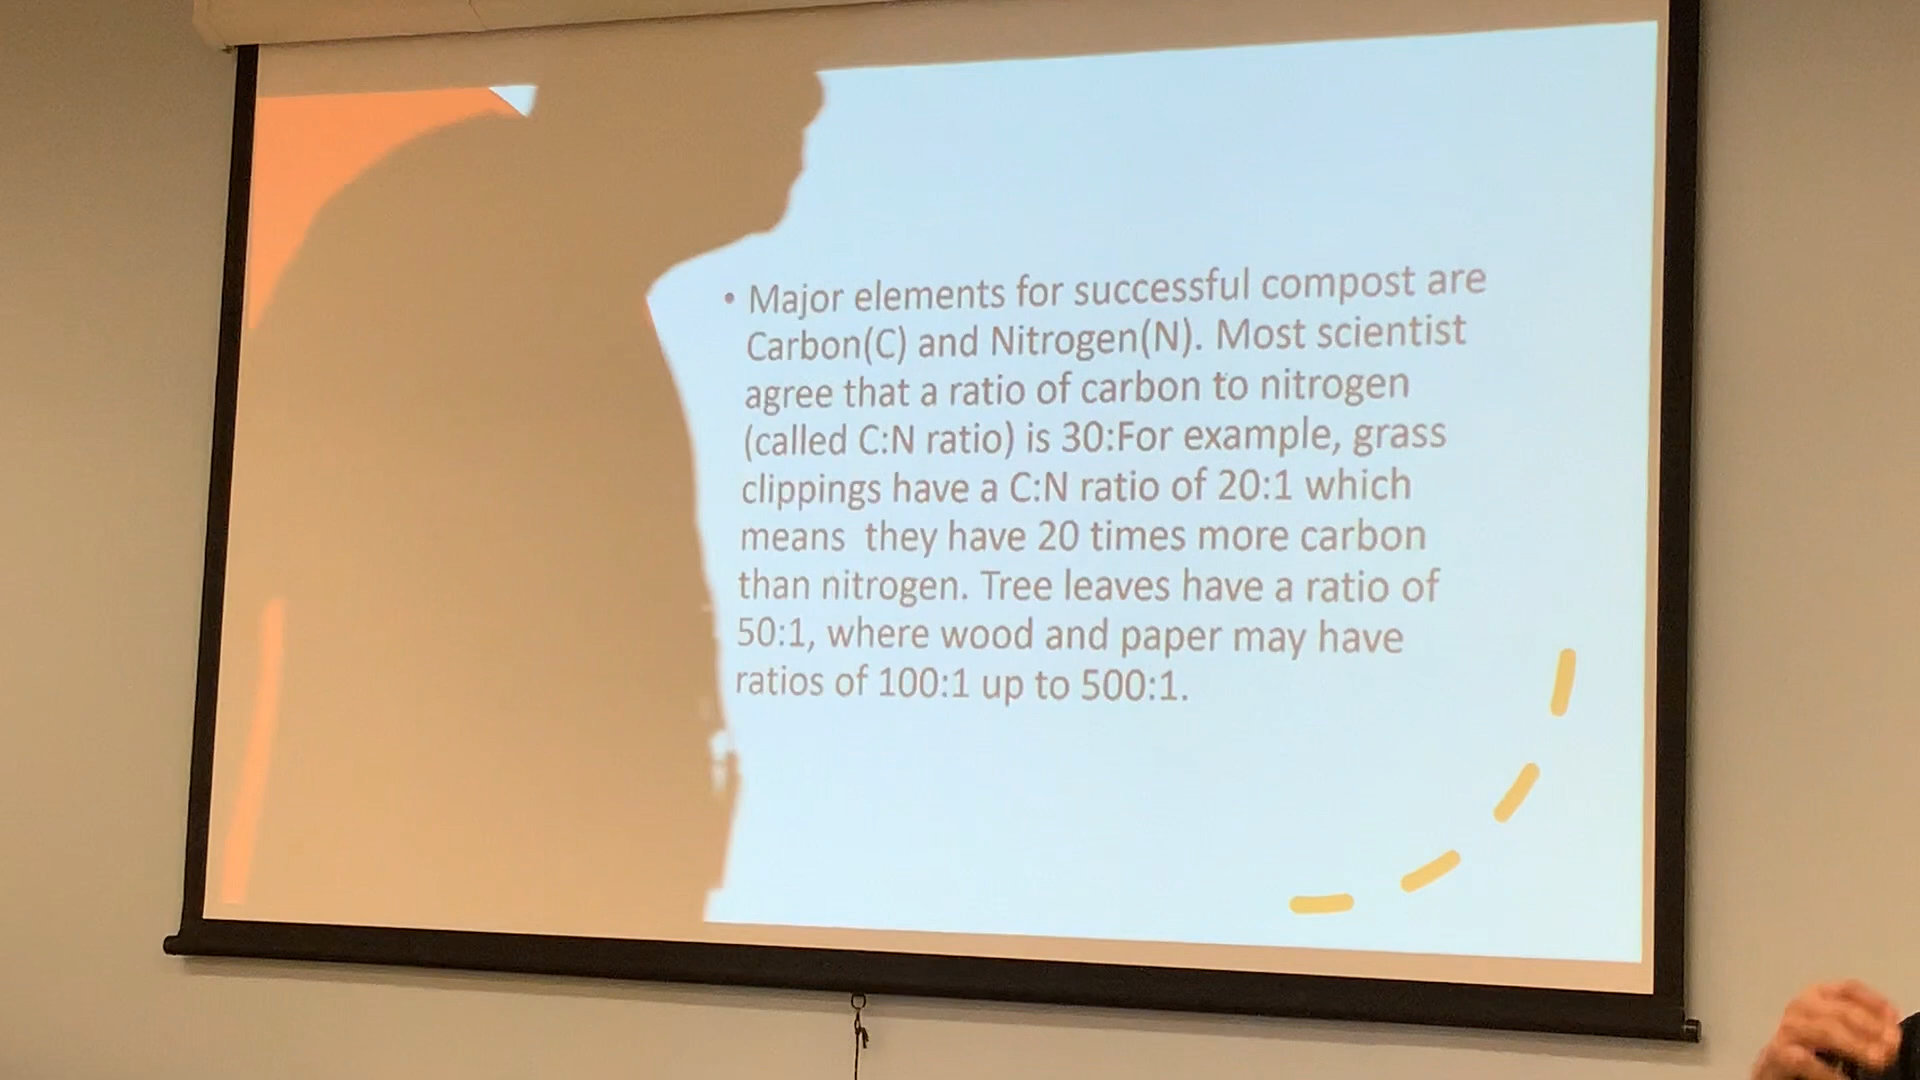 • Major elements for successful compost are
Carbon(C) and Nitrogen(N). Most scientist
agree that a ratio of carbon to nitrogen
(called C:N ratio) is 30:For example, grass
clippings have a C:N ratio of 20:1 which
means they have 20 times more carbon
than nitrogen. Tree leaves have a ratio of
50:1, where wood and paper may have
ratios of 100:1 up to 500:1.